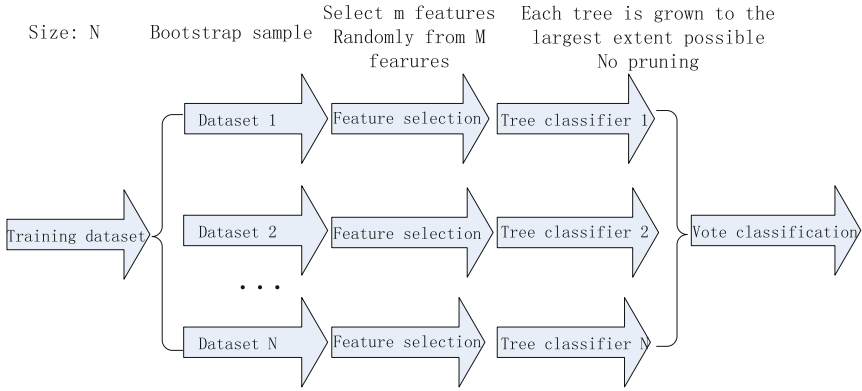 Size: N
Bootstrap sample
Select m features
Randomly from M
fearures
Each tree is grown to the
largest extent possible
No pruning
Training dataset
Dataset 1
Feature selection
Tree classifier 1
Dataset 2
Feature selection
Tree classifier 2
...
Dataset N
Feature selection
Tree classifier N
Vote classification